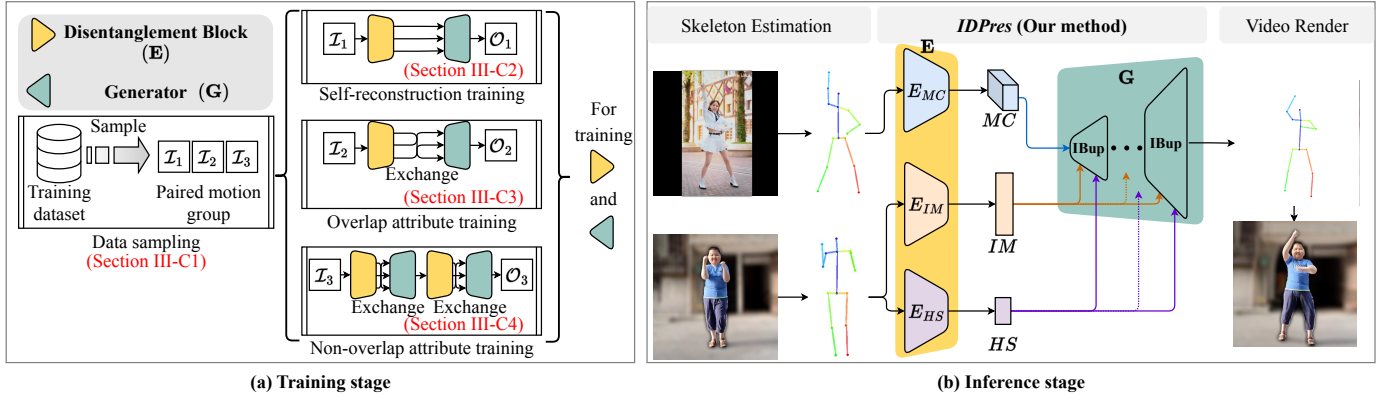 Disentanglement Block
(E)
Generator (G)
Sample
Training
dataset
I₁ I₂ I₃
Paired motion
group
Data sampling
(Section III-C1)
I₁ O₁
(Section III-C2)
Self-reconstruction training
I₂ O₂
Exchange
(Section III-C3)
Overlap attribute training
I₃ O₃
Exchange Exchange
(Section III-C4)
Non-overlap attribute training
For
training
and
(a) Training stage
Skeleton Estimation
IDPres (Our method)
Video Render
E
E_MC
MC
E_IM
IM
E_HS
HS
G
IBup
IBup
(b) Inference stage